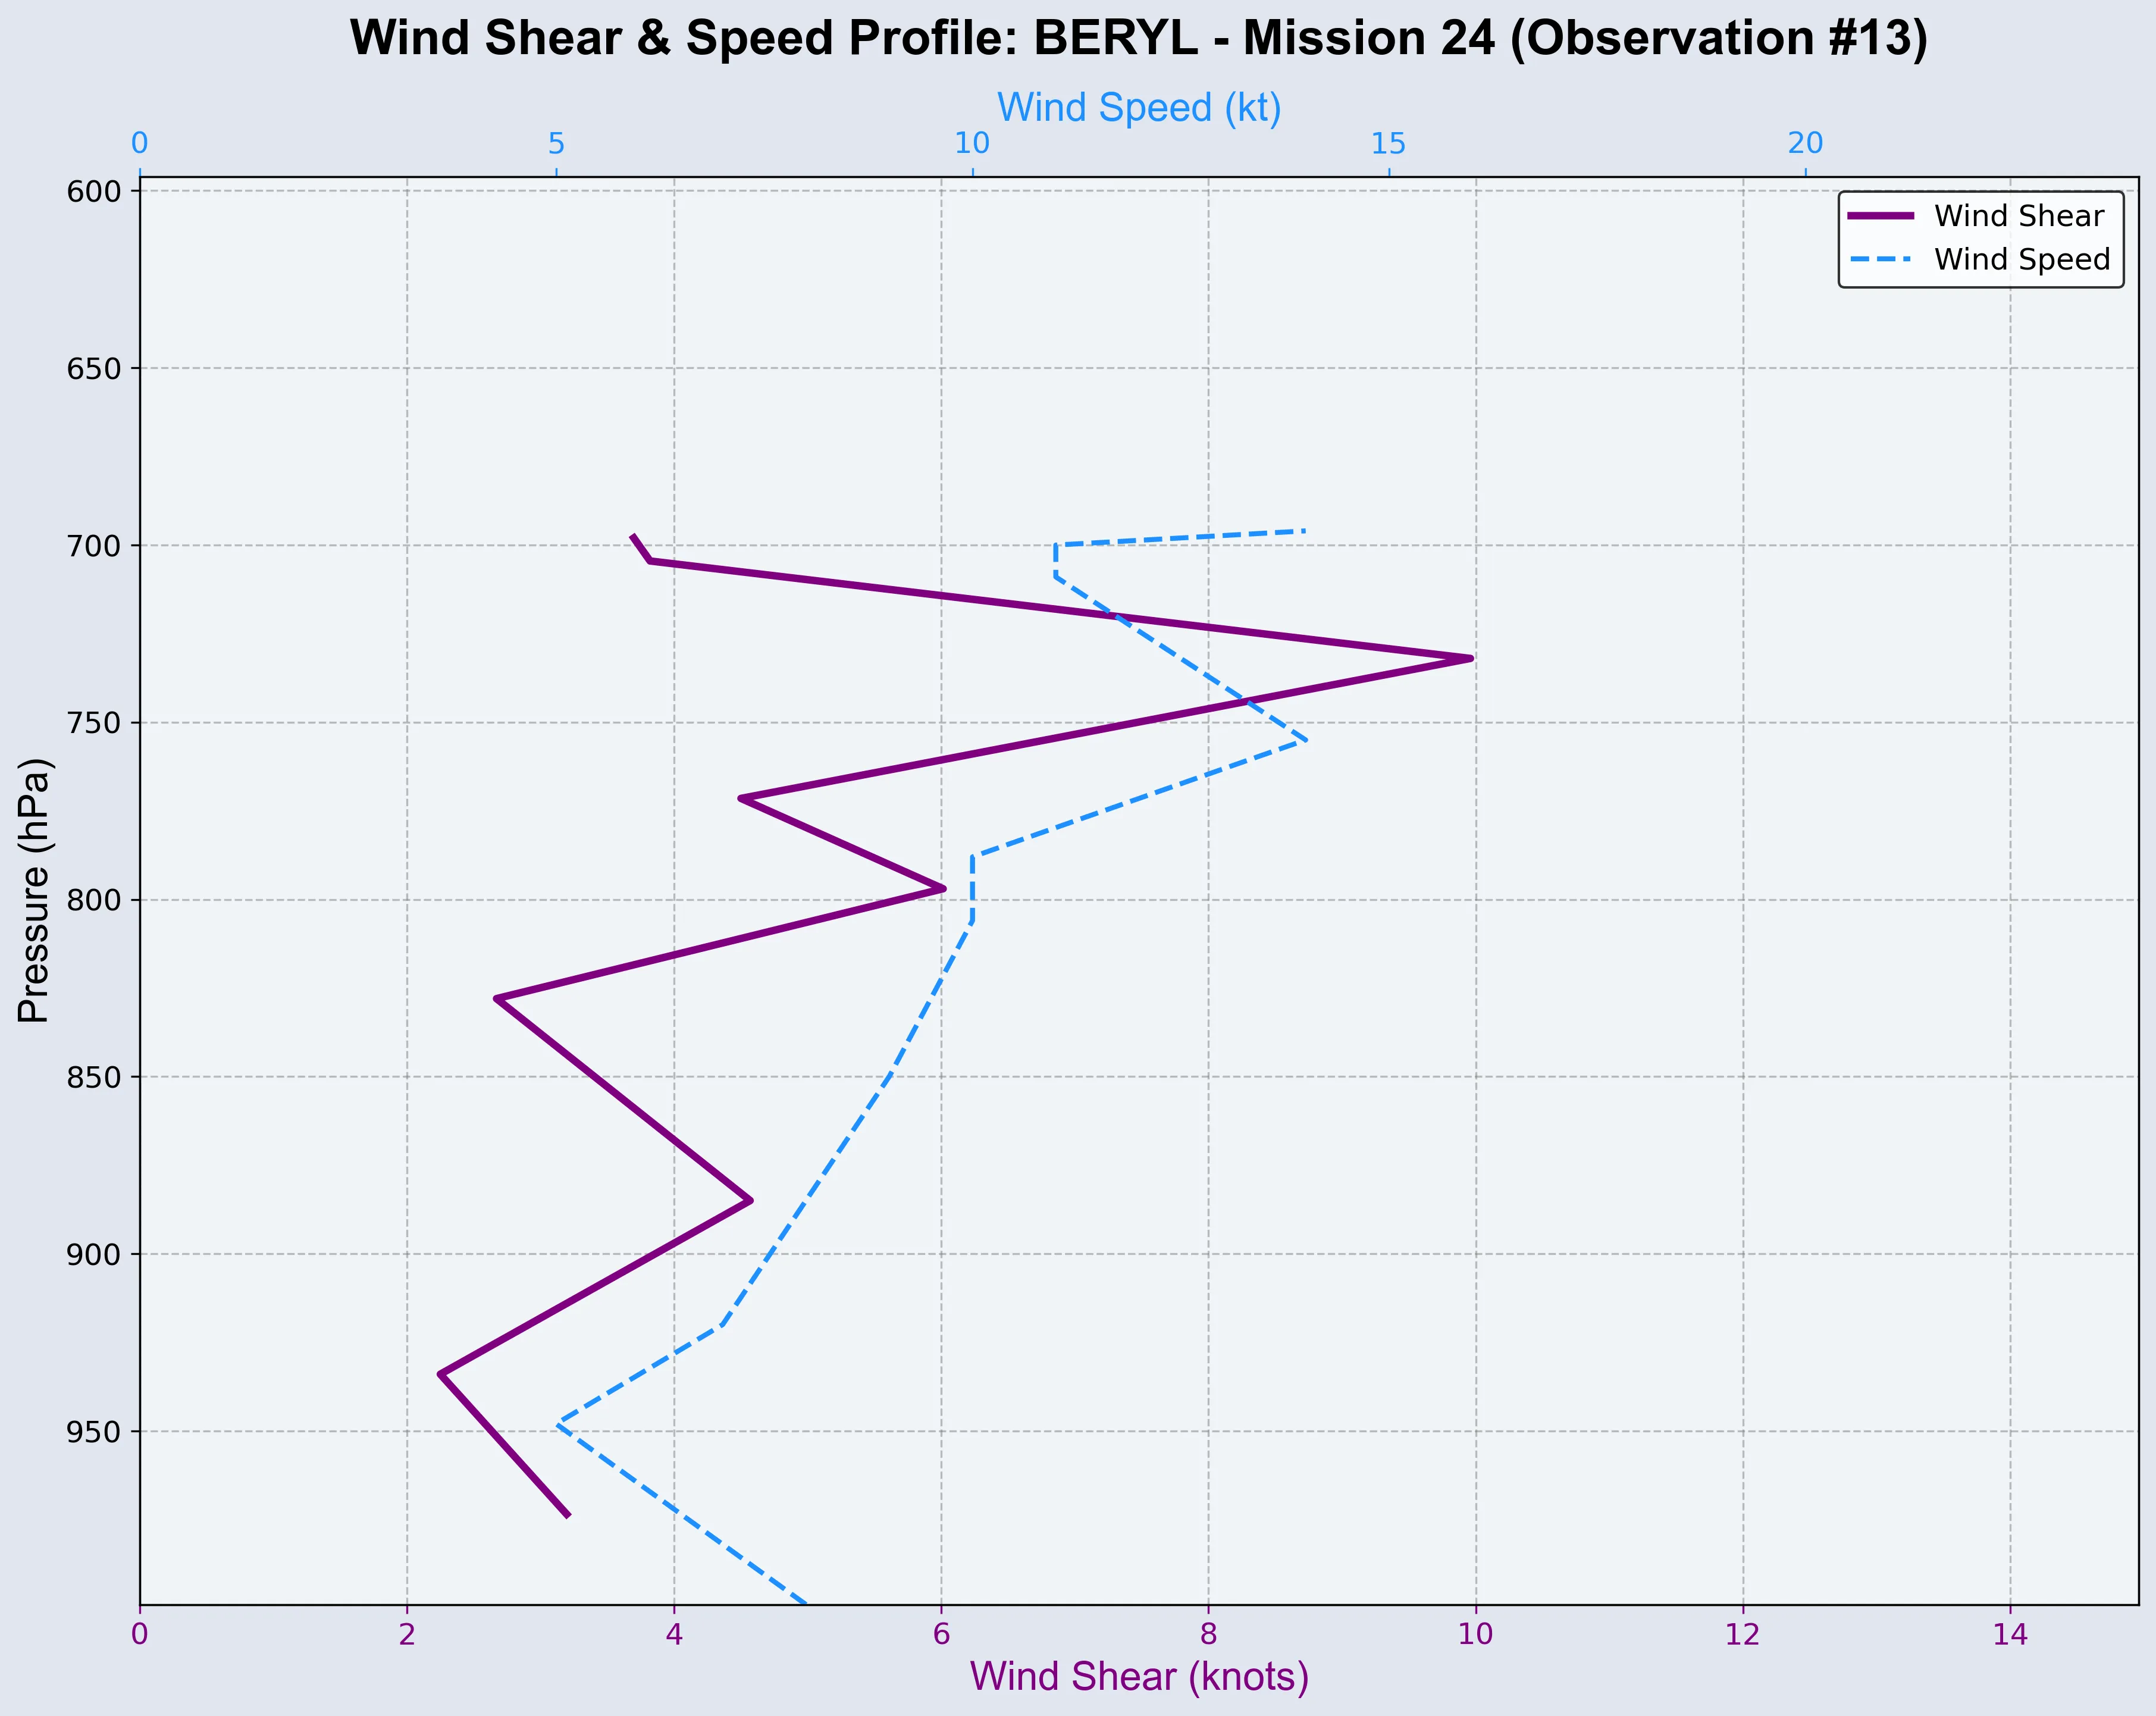 Wind Shear & Speed Profile: BERYL - Mission 24 (Observation #13)
Wind Speed (kt)
0 5 10 15 20
Wind Shear
Wind Speed
600
650
700
750
800
850
900
950
Pressure (hPa)
0 2 4 6 8 10 12 14
Wind Shear (knots)